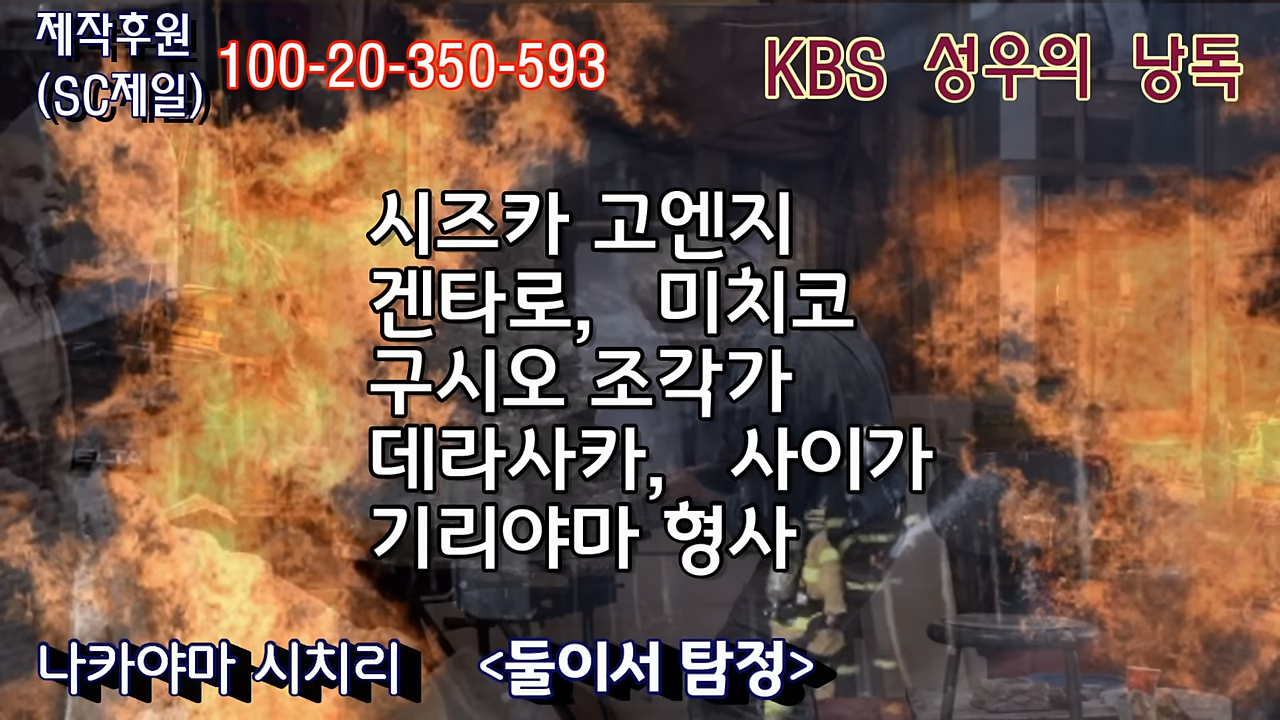 제작후원
(SC제일)
100-20-350-593
KBS 성우의 낭독
시즈카 고엔지
겐타로, 미치코
구시오 조각가
데라사카, 사이가
기리야마 형사
나카야마 시치리 <둘이서 탐정>